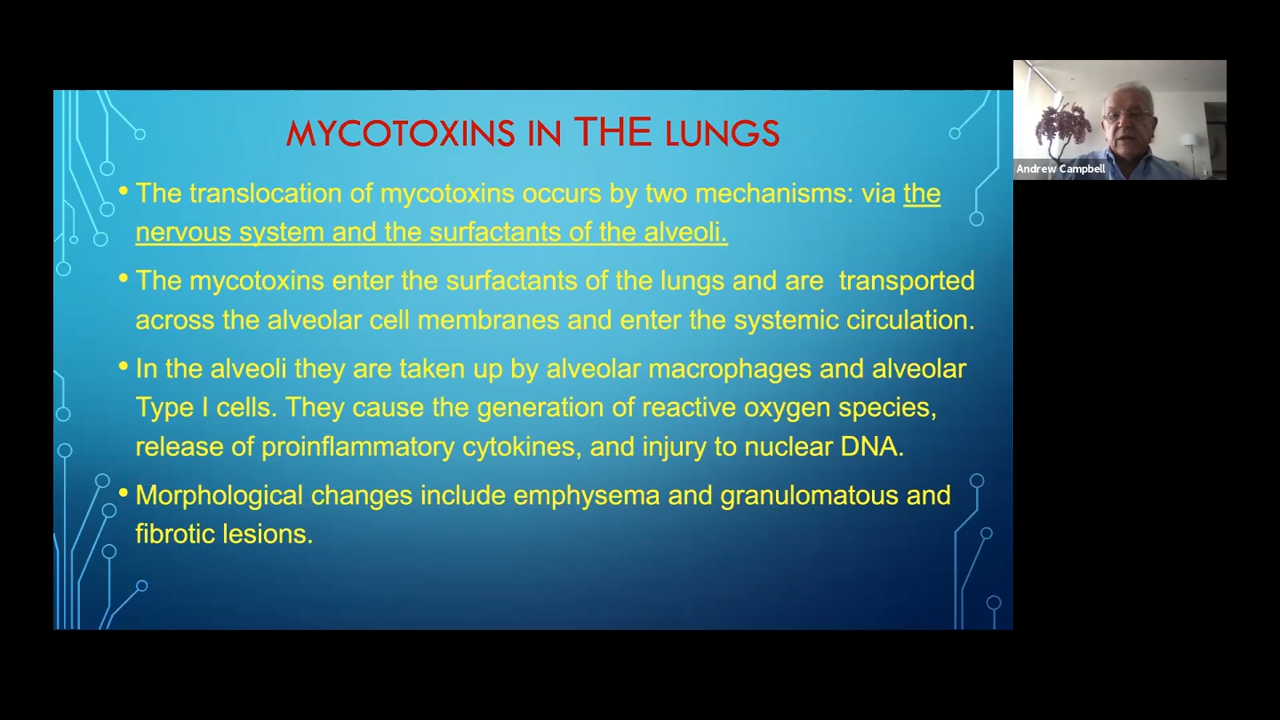 MYCOTOXINS IN THE LUNGS
• The translocation of mycotoxins occurs by two mechanisms: via the
nervous system and the surfactants of the alveoli.
• The mycotoxins enter the surfactants of the lungs and are  transported
across the alveolar cell membranes and enter the systemic circulation.
• In the alveoli they are taken up by alveolar macrophages and alveolar
Type I cells. They cause the generation of reactive oxygen species,
release of proinflammatory cytokines, and injury to nuclear DNA.
• Morphological changes include emphysema and granulomatous and
fibrotic lesions.
Andrew Campbell